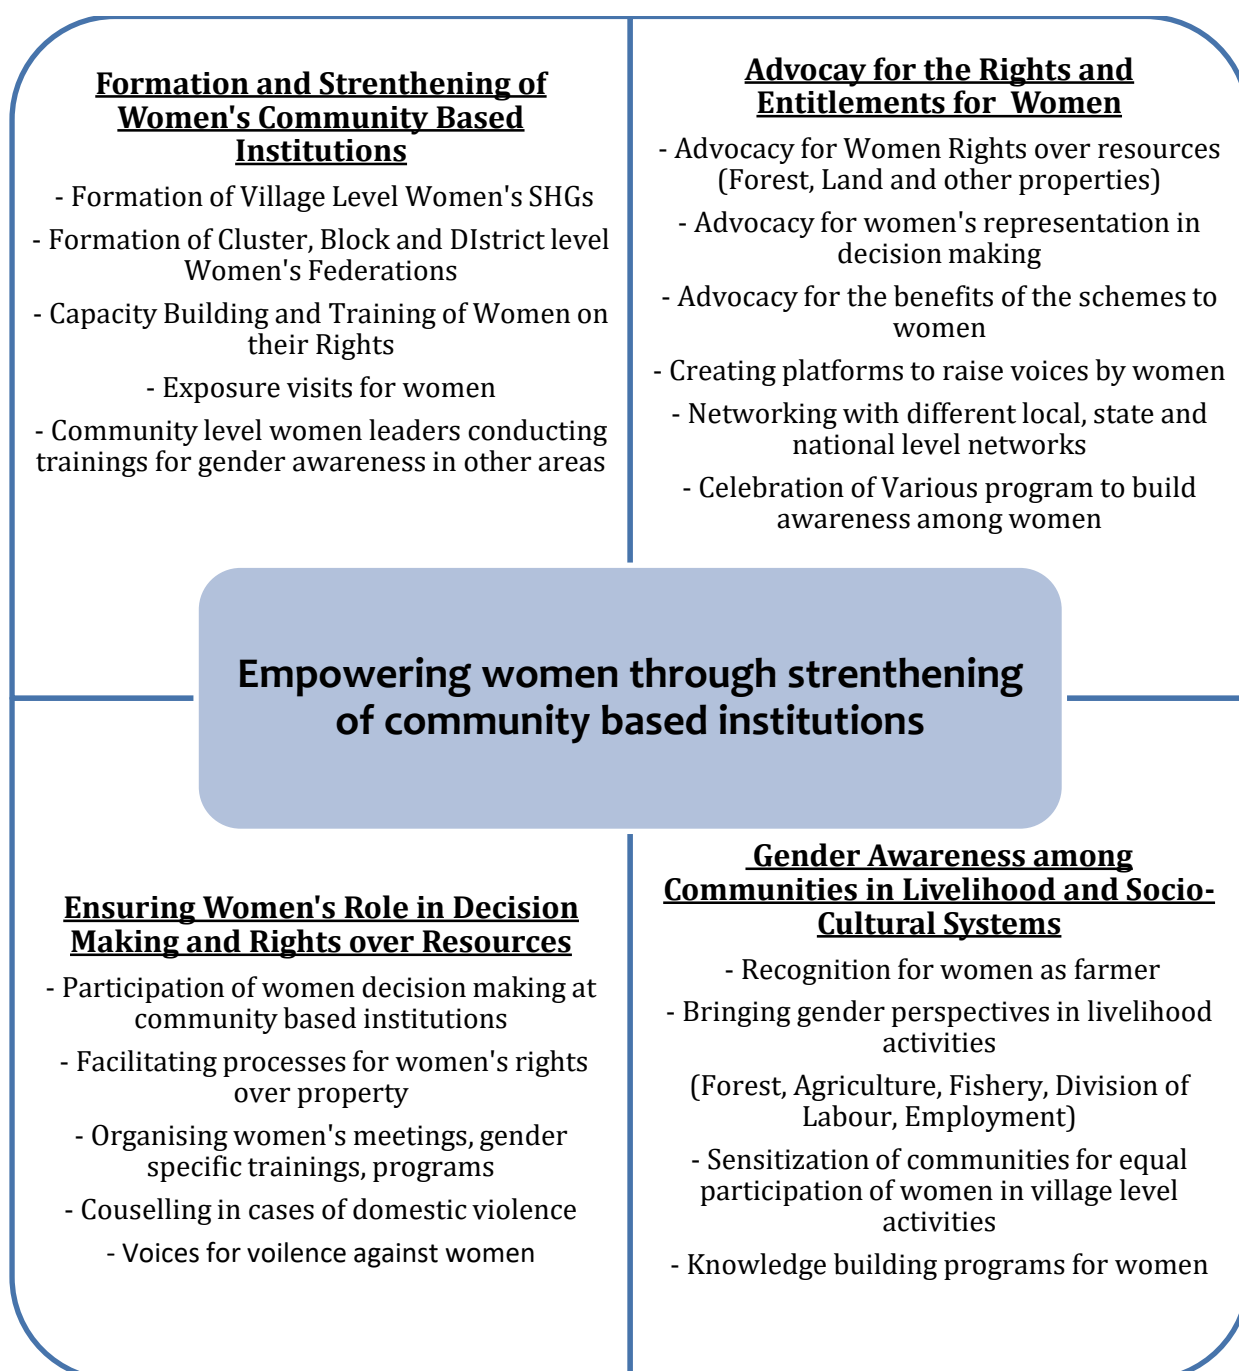 Formation and Strenthening of
Women's Community Based
Institutions
- Formation of Village Level Women's SHGs
- Formation of Cluster, Block and DIstrict level
Women's Federations
- Capacity Building and Training of Women on
their Rights
- Exposure visits for women
- Community level women leaders conducting
trainings for gender awareness in other areas
Advocay for the Rights and
Entitlements for Women
- Advocacy for Women Rights over resources
(Forest, Land and other properties)
- Advocacy for women's representation in
decision making
- Advocacy for the benefits of the schemes to
women
- Creating platforms to raise voices by women
- Networking with different local, state and
national level networks
- Celebration of Various program to build
awareness among women
Empowering women through strenthening
of community based institutions
Ensuring Women's Role in Decision
Making and Rights over Resources
- Participation of women decision making at
community based institutions
- Facilitating processes for women's rights
over property
- Organising women's meetings, gender
specific trainings, programs
- Couselling in cases of domestic violence
- Voices for voilence against women
Gender Awareness among
Communities in Livelihood and Socio-
Cultural Systems
- Recognition for women as farmer
- Bringing gender perspectives in livelihood
activities
(Forest, Agriculture, Fishery, Division of
Labour, Employment)
- Sensitization of communities for equal
participation of women in village level
activities
- Knowledge building programs for women